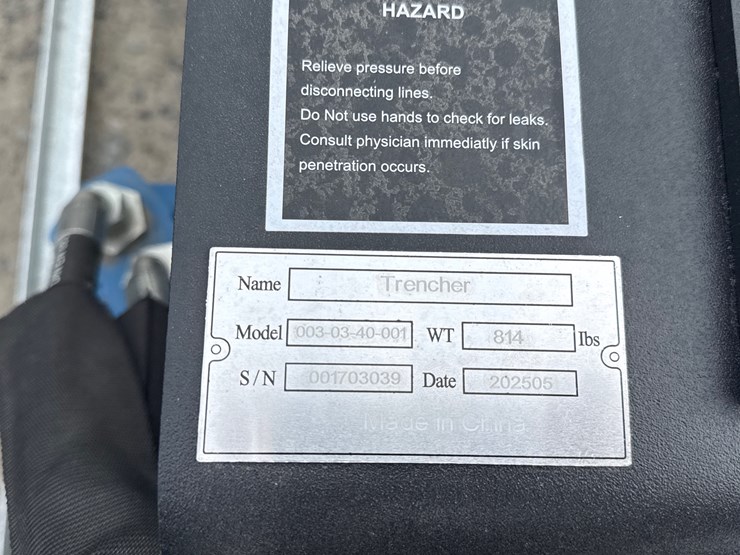 HAZARD
Relieve pressure before
disconnecting lines.
Do Not use hands to check for leaks.
Consult physician immediatly if skin
penetration occurs.
Name Trencher
Model 003-03-40-001 WT 814 lbs
S/N 001703039 Date 202505
Made in China